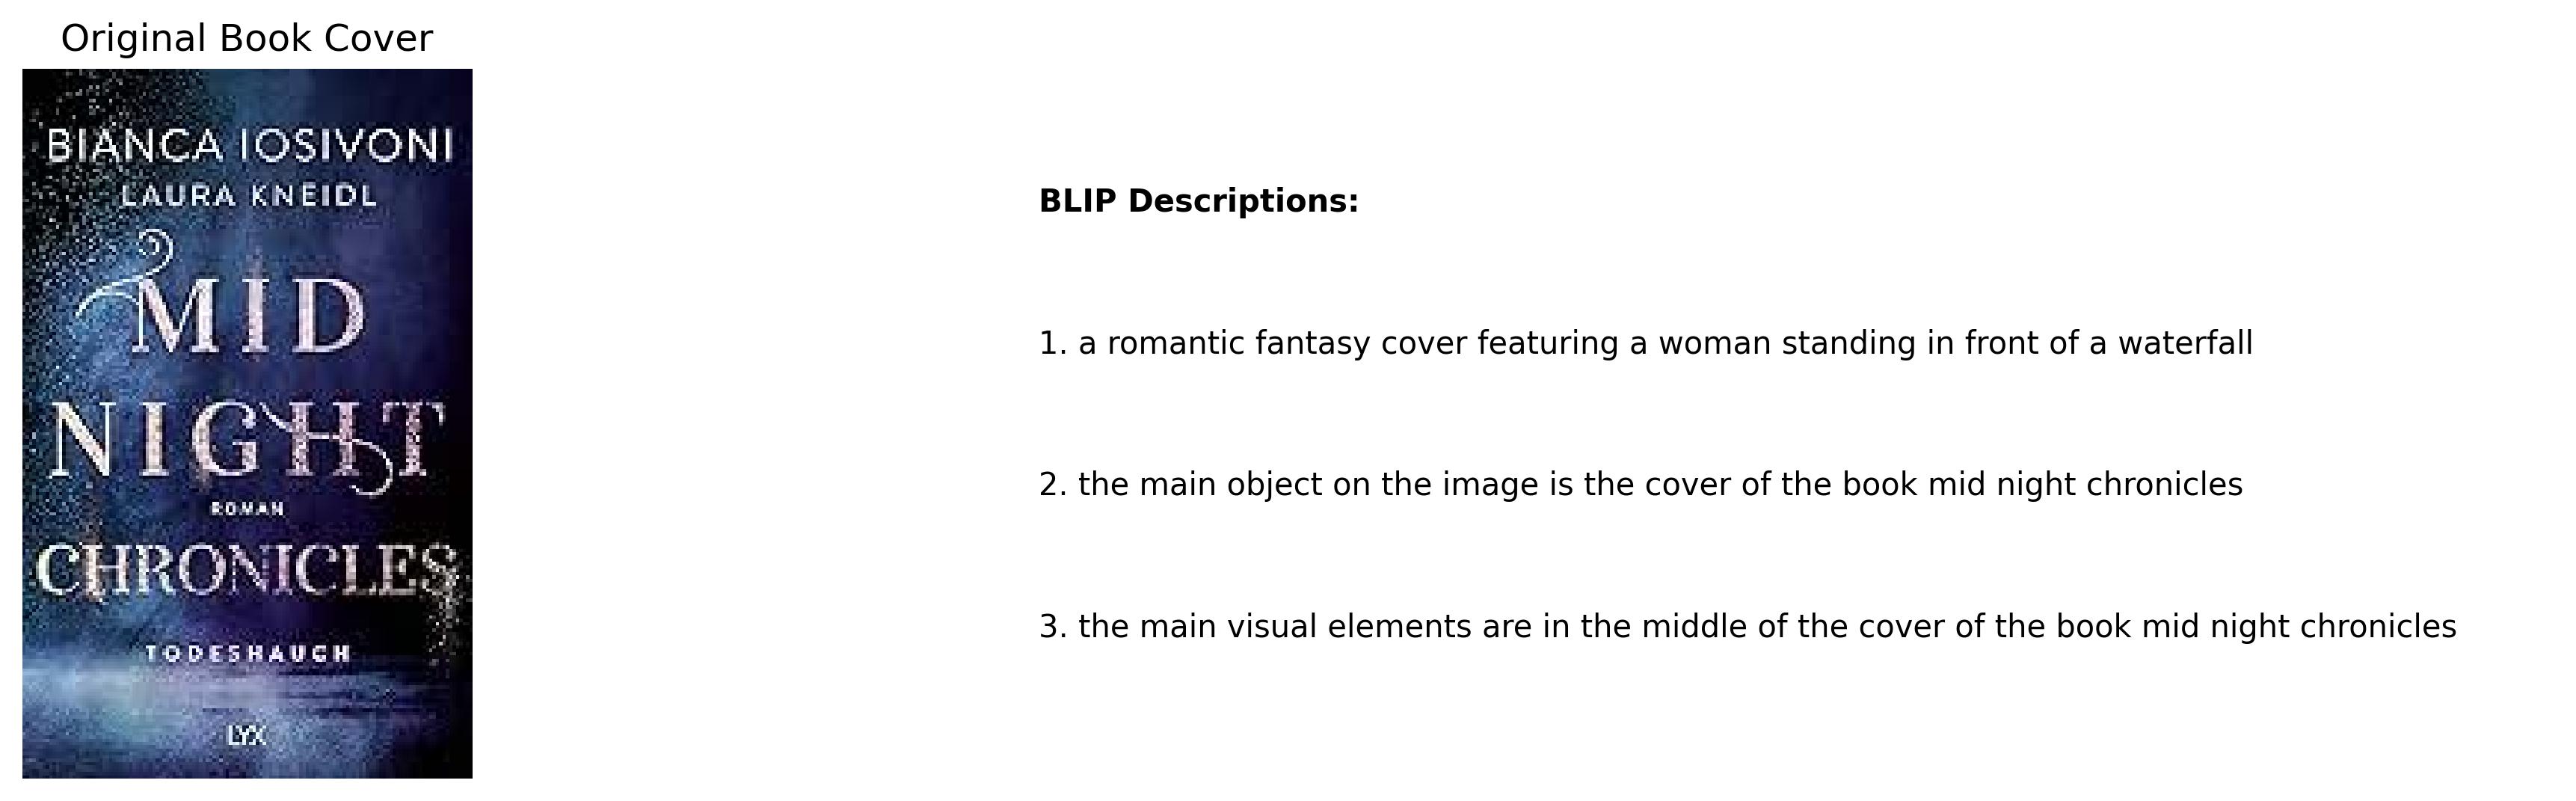 Original Book Cover
BIANCA IOSIVONI
LAURA KNEIDL
MID
NIGHT
ROMAN
CHRONICLES
TODESHAUCH
LYX
BLIP Descriptions:
1. a romantic fantasy cover featuring a woman standing in front of a waterfall
2. the main object on the image is the cover of the book mid night chronicles
3. the main visual elements are in the middle of the cover of the book mid night chronicles